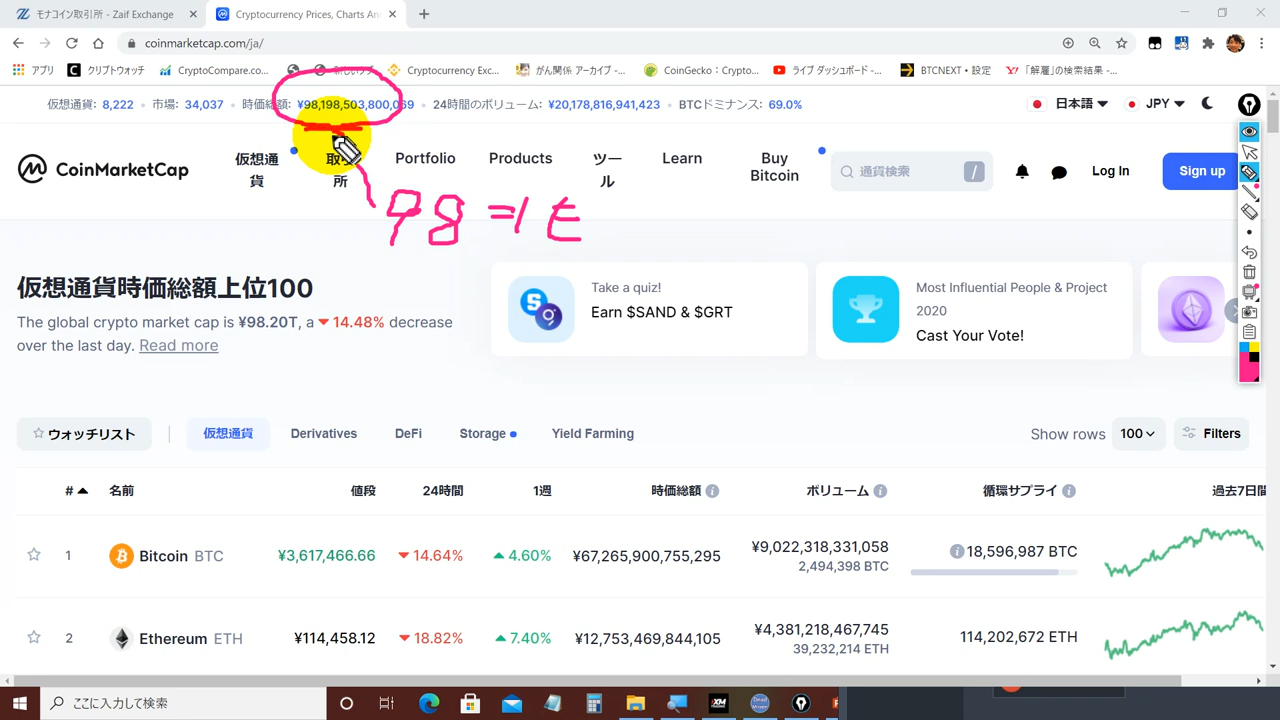 モナコイン取引所 - Zaif Exchange
Cryptocurrency Prices, Charts An
coinmarketcap.com/ja/
アプリ クリプトウォッチ CryptoCompare.co... 新しいタブ Cryptocurrency Exc... がん関係 アーカイブ -... CoinGecko：Crypto... ライブ ダッシュボード -... BTCNEXT・設定 「解雇」の検索結果 -...
仮想通貨: 8,222 市場: 34,037 時価総額: ¥98,198,503,800,069 24時間のボリューム: ¥20,178,816,941,423 BTCドミナンス: 69.0% 日本語 JPY
CoinMarketCap
仮想通貨
取引所
Portfolio
Products
ツール
Learn
Buy Bitcoin
通貨検索 /
Log In
Sign up
98
仮想通貨時価総額上位100
The global crypto market cap is ¥98.20T, a 14.48% decrease
over the last day. Read more
Take a quiz!
Earn $SAND & $GRT
Most Influential People & Project
2020
Cast Your Vote!
ウォッチリスト 仮想通貨 Derivatives DeFi Storage Yield Farming Show rows 100 Filters
# 名前 値段 24時間 1週 時価総額 ボリューム 循環サプライ 過去7日間
1 Bitcoin BTC ¥3,617,466.66 14.64% 4.60% ¥67,265,900,755,295 ¥9,022,318,331,058 18,596,987 BTC
2,494,398 BTC
2 Ethereum ETH ¥114,458.12 18.82% 7.40% ¥12,753,469,844,105 ¥4,381,218,467,745 114,202,672 ETH
39,232,214 ETH
ここに入力して検索